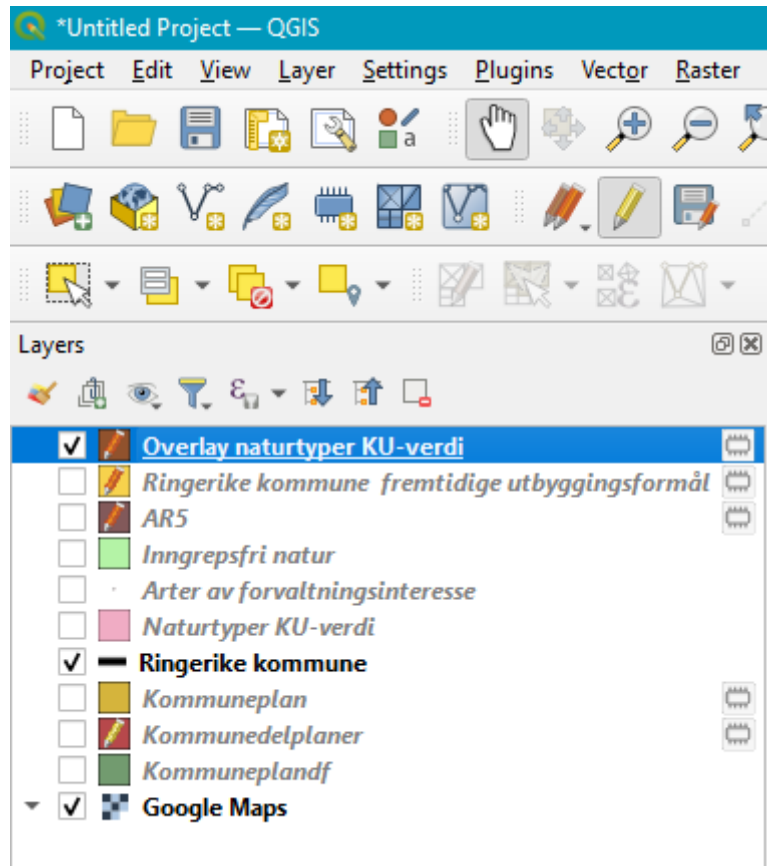 *Untitled Project — QGIS
Project Edit View Layer Settings Plugins Vector Raster
a
ε
Layers
ε
Overlay naturtyper KU-verdi
Ringerike kommune fremtidige utbyggingsformål
AR5
Inngrepsfri natur
Arter av forvaltningsinteresse
Naturtyper KU-verdi
Ringerike kommune
Kommuneplan
Kommunedelplaner
Kommuneplandf
Google Maps